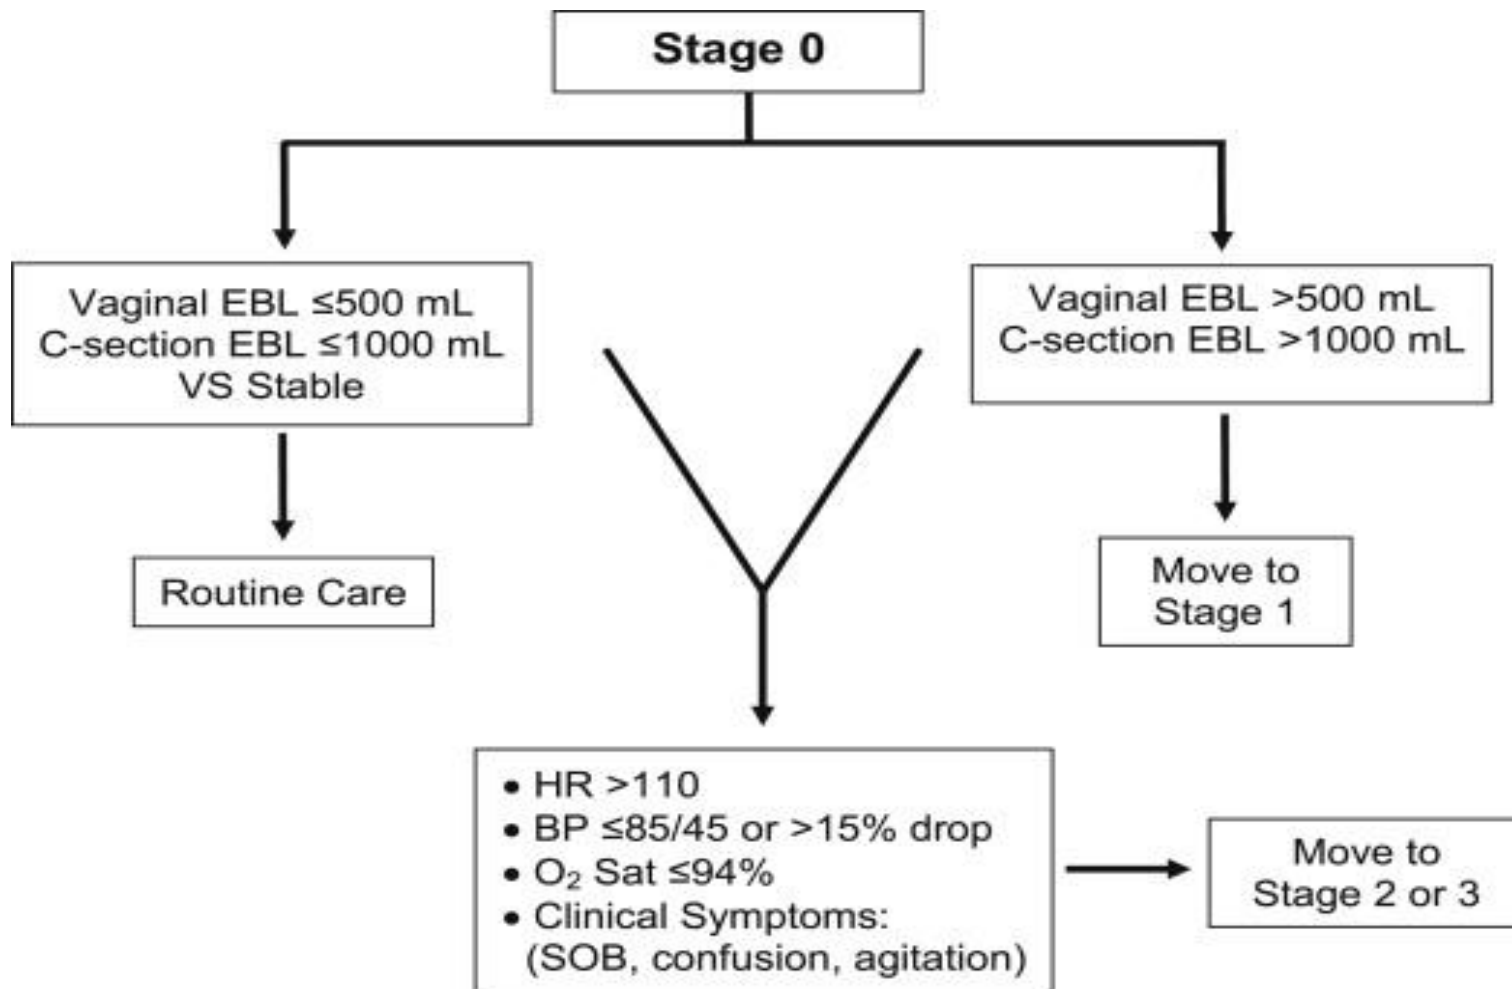 Stage 0
Vaginal EBL ≤500 mL
C-section EBL ≤1000 mL
VS Stable
Vaginal EBL >500 mL
C-section EBL >1000 mL
Routine Care
Move to
Stage 1
• HR >110
• BP ≤85/45 or >15% drop
• O₂ Sat ≤94%
• Clinical Symptoms:
(SOB, confusion, agitation)
Move to
Stage 2 or 3